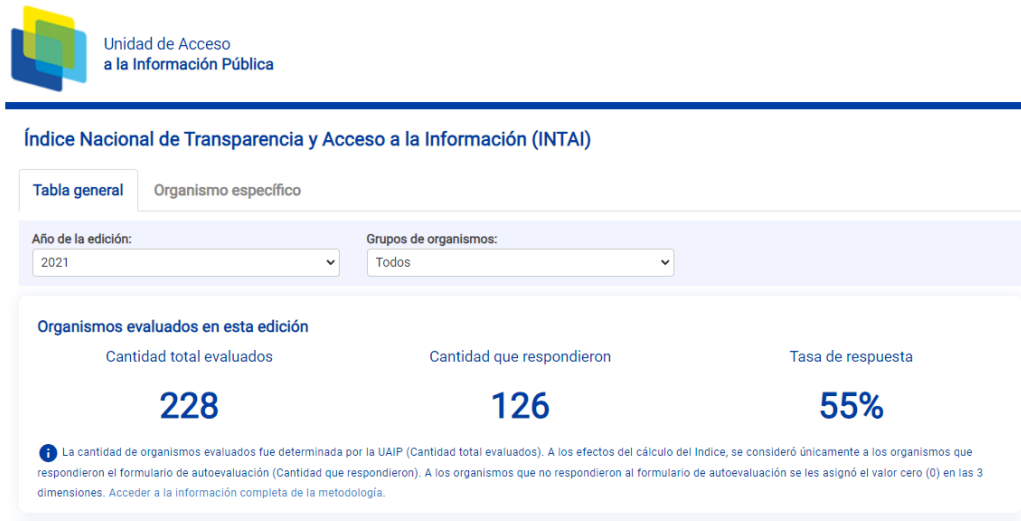 Unidad de Acceso
a la Información Pública
Índice Nacional de Transparencia y Acceso a la Información (INTAI)
Tabla general
Organismo específico
Año de la edición:
Grupos de organismos:
2021
Todos
Organismos evaluados en esta edición
Cantidad total evaluados
Cantidad que respondieron
Tasa de respuesta
228
126
55%
La cantidad de organismos evaluados fue determinada por la UAIP (Cantidad total evaluados). A los efectos del cálculo del Indice, se consideró únicamente a los organismos que
respondieron el formulario de autoevaluación (Cantidad que respondieron). A los organismos que no respondieron al formulario de autoevaluación se les asignó el valor cero (0) en las 3
dimensiones. Acceder a la información completa de la metodología.